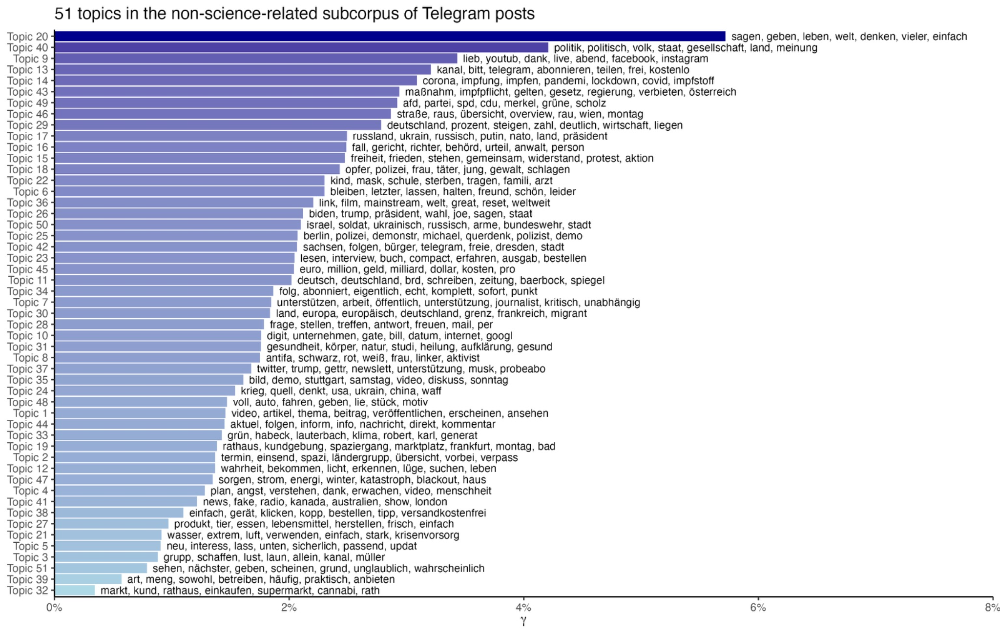 51 topics in the non-science-related subcorpus of Telegram posts
Topic 20 sagen, geben, leben, welt, denken, vieler, einfach
Topic 40 politik, politisch, volk, staat, gesellschaft, land, meinung
Topic 9 lieb, youtub, dank, live, abend, facebook, instagram
Topic 13 kanal, bitt, telegram, abonnieren, teilen, frei, kostenlo
Topic 14 corona, impfung, impfen, pandemi, lockdown, covid, impfstoff
Topic 43 maßnahm, impfpflicht, gelten, gesetz, regierung, verbieten, österreich
Topic 49 afd, partei, spd, cdu, merkel, grüne, scholz
Topic 46 straße, raus, übersicht, overview, rau, wien, montag
Topic 29 deutschland, prozent, steigen, zahl, deutlich, wirtschaft, liegen
Topic 17 russland, ukrain, russisch, putin, nato, land, präsident
Topic 16 fall, gericht, richter, behörd, urteil, anwalt, person
Topic 15 freiheit, frieden, stehen, gemeinsam, widerstand, protest, aktion
Topic 18 opfer, polizei, frau, täter, jung, gewalt, schlagen
Topic 22 kind, mask, schule, sterben, tragen, famili, arzt
Topic 6 bleiben, letzter, lassen, halten, freund, schön, leider
Topic 36 link, film, mainstream, welt, great, reset, weltweit
Topic 26 biden, trump, präsident, wahl, joe, sagen, staat
Topic 50 israel, soldat, ukrainisch, russisch, arme, bundeswehr, stadt
Topic 25 berlin, polizei, demonstr, michael, querdenk, polizist, demo
Topic 42 sachsen, folgen, bürger, telegram, freie, dresden, stadt
Topic 23 lesen, interview, buch, compact, erfahren, ausgab, bestellen
Topic 45 euro, million, geld, milliard, dollar, kosten, pro
Topic 11 deutsch, deutschland, brd, schreiben, zeitung, baerbock, spiegel
Topic 34 folg, abonniert, eigentlich, echt, komplett, sofort, punkt
Topic 7 unterstützen, arbeit, öffentlich, unterstützung, journalist, kritisch, unabhängig
Topic 30 land, europa, europäisch, deutschland, grenz, frankreich, migrant
Topic 28 frage, stellen, treffen, antwort, freuen, mail, per
Topic 10 digit, unternehmen, gate, bill, datum, internet, googl
Topic 31 gesundheit, körper, natur, studi, heilung, aufklärung, gesund
Topic 8 antifa, schwarz, rot, weiß, frau, linker, aktivist
Topic 37 twitter, trump, gettr, newslett, unterstützung, musk, probeabo
Topic 35 bild, demo, stuttgart, samstag, video, diskuss, sonntag
Topic 24 krieg, quell, denkt, usa, ukrain, china, waff
Topic 48 voll, auto, fahren, geben, lie, stück, motiv
Topic 1 video, artikel, thema, beitrag, veröffentlichen, erscheinen, ansehen
Topic 44 aktuel, folgen, inform, info, nachricht, direkt, kommentar
Topic 33 grün, habeck, lauterbach, klima, robert, karl, generat
Topic 19 rathaus, kundgebung, spaziergang, marktplatz, frankfurt, montag, bad
Topic 2 termin, einsend, spazi, ländergrupp, übersicht, vorbei, verpass
Topic 12 wahrheit, bekommen, licht, erkennen, lüge, suchen, leben
Topic 47 sorgen, strom, energi, winter, katastroph, blackout, haus
Topic 4 plan, angst, verstehen, dank, erwachen, video, menschheit
Topic 41 news, fake, radio, kanada, australien, show, london
Topic 38 einfach, gerät, klicken, kopp, bestellen, tipp, versandkostenfrei
Topic 27 produkt, tier, essen, lebensmittel, herstellen, frisch, einfach
Topic 21 wasser, extrem, luft, verwenden, einfach, stark, krisenvorsorg
Topic 5 neu, interess, lass, unten, sicherlich, passend, updat
Topic 3 grupp, schaffen, lust, laun, allein, kanal, müller
Topic 51 sehen, nächster, geben, scheinen, grund, unglaublich, wahrscheinlich
Topic 39 art, meng, sowohl, betreiben, häufig, praktisch, anbieten
Topic 32 markt, kund, rathaus, einkaufen, supermarkt, cannabi, rath
0% 2% 4% 6% 8%
γ